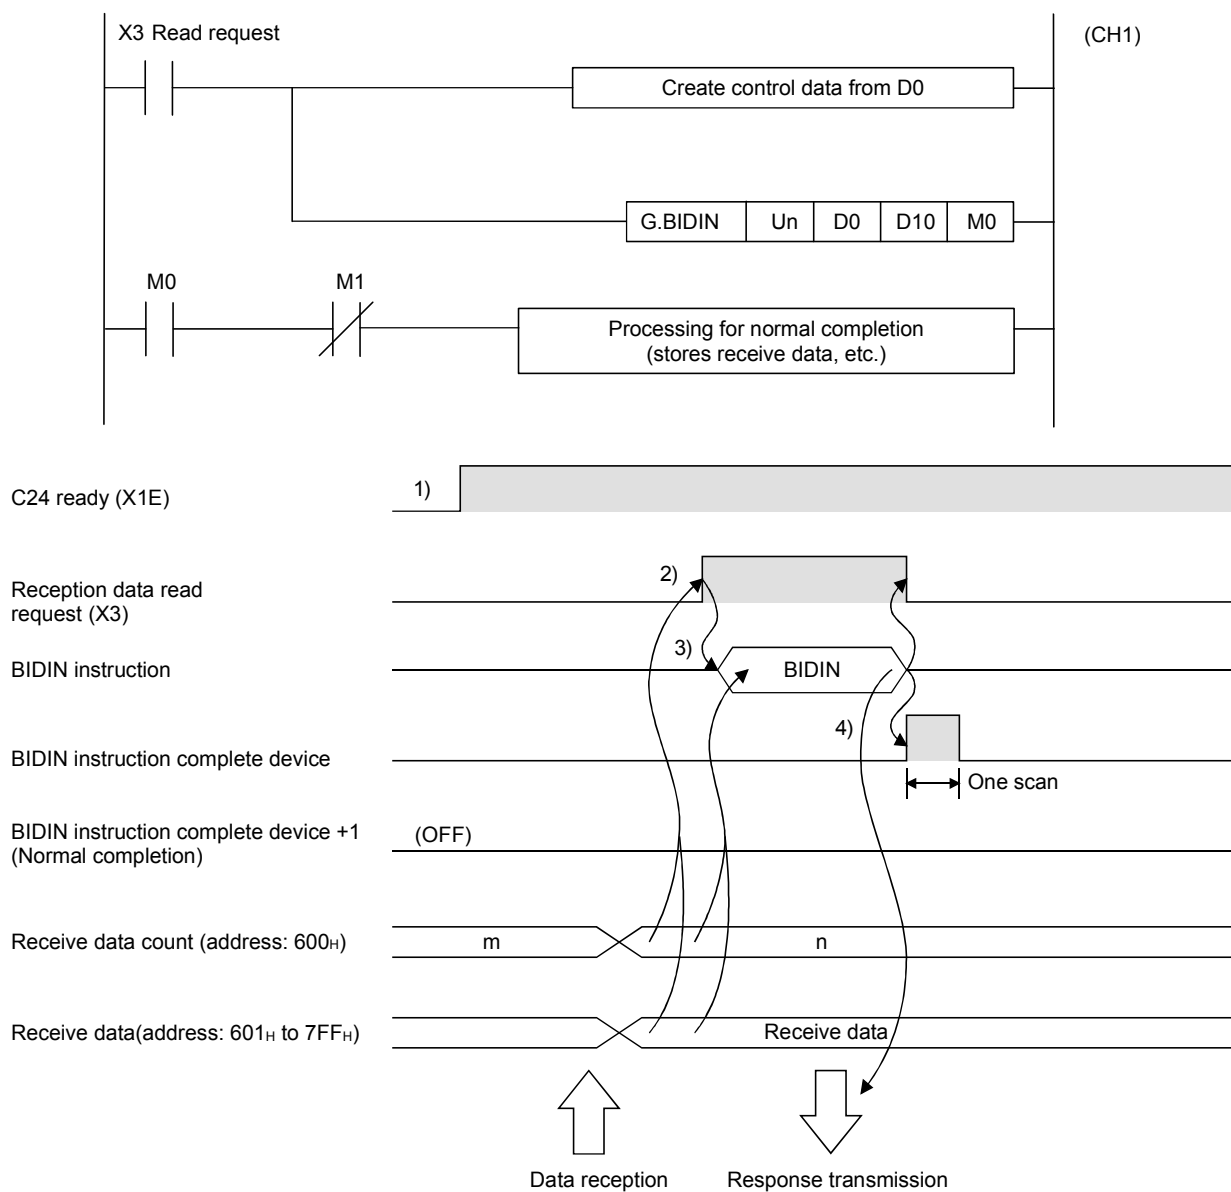 X3 Read request
(CH1)
Create control data from D0
G.BIDIN Un D0 D10 M0
M0 M1
Processing for normal completion
(stores receive data, etc.)
C24 ready (X1E)
1)
Reception data read
request (X3)
2)
BIDIN instruction
3)
BIDIN
BIDIN instruction complete device
4)
One scan
BIDIN instruction complete device +1
(Normal completion)
(OFF)
Receive data count (address: 600H)
m
n
Receive data(address: 601H to 7FFH)
Receive data
Data reception
Response transmission